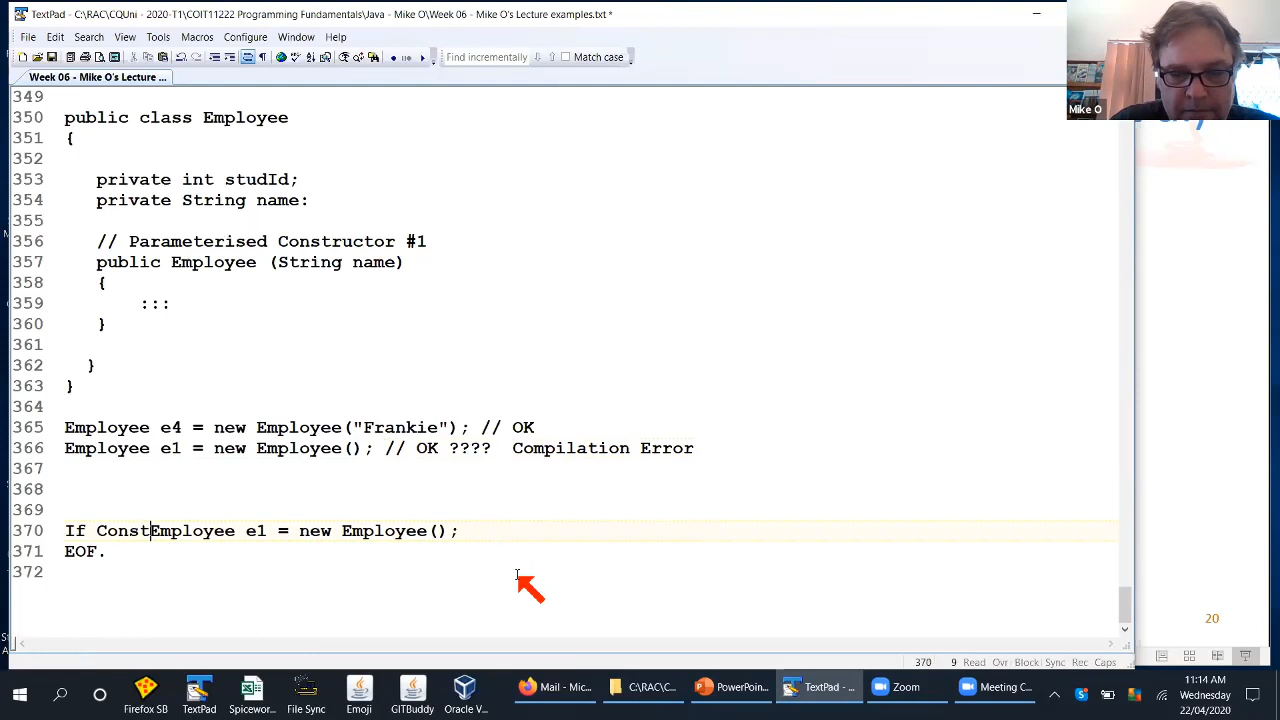 TextPad - C:\RAC\CQUni - 2020-T1\COIT11222 Programming Fundamentals\Java - Mike O\Week 06 - Mike O's Lecture examples.txt *
File Edit Search View Tools Macros Configure Window Help
Find incrementally Match case
Week 06 - Mike O's Lecture ...
Mike O
349
350 public class Employee
351 {
352
353 private int studId;
354 private String name:
355
356 // Parameterised Constructor #1
357 public Employee (String name)
358 {
359 :::
360 }
361
362 }
363 }
364
365 Employee e4 = new Employee("Frankie"); // OK
366 Employee e1 = new Employee(); // OK ???? Compilation Error
367
368
369
370 If ConstEmployee e1 = new Employee();
371 EOF.
372
20
370 9 Read Ovr Block Sync Rec Caps
Firefox SB TextPad Spicewor... File Sync Emoji GITBuddy Oracle V... Mail - Mic... C:\RAC\C... PowerPoin... TextPad - ... Zoom Meeting C...
11:14 AM
Wednesday
22/04/2020